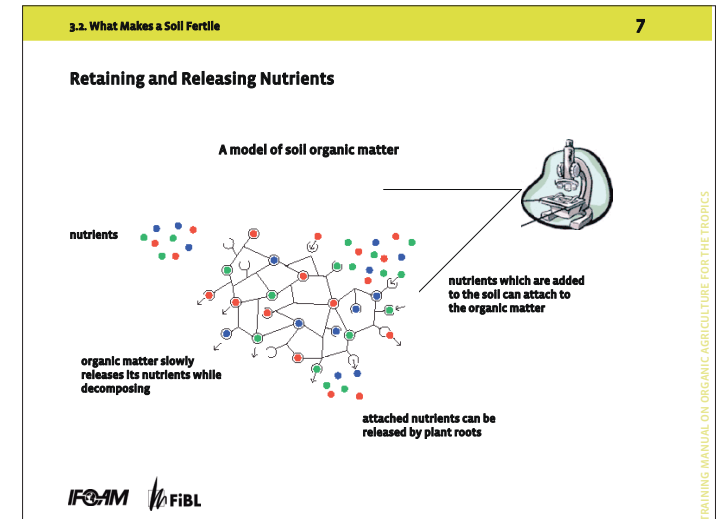 3.2. What Makes a Soil Fertile
7
Retaining and Releasing Nutrients
A model of soil organic matter
nutrients
nutrients which are added
to the soil can attach to
the organic matter
organic matter slowly
releases its nutrients while
decomposing
attached nutrients can be
released by plant roots
TRAINING MANUAL ON ORGANIC AGRICULTURE FOR THE TROPICS
IFOAM
FiBL